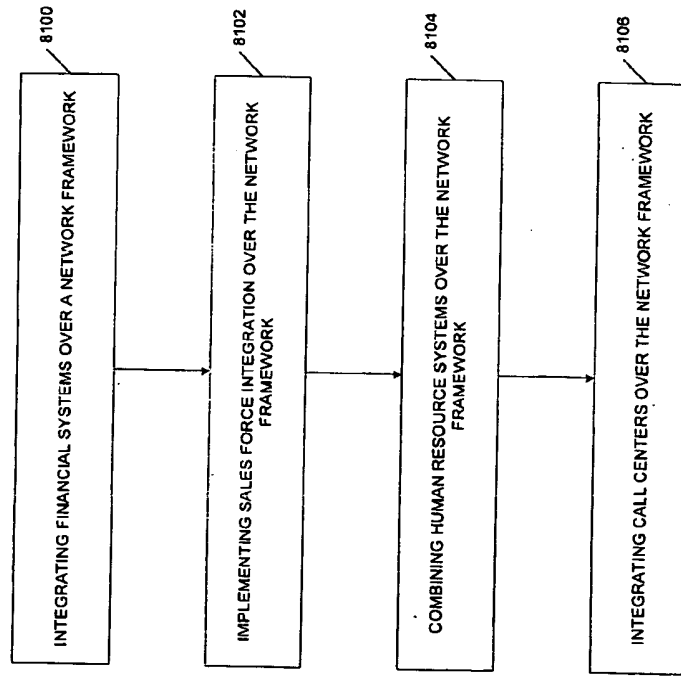 8100
INTEGRATING FINANCIAL SYSTEMS OVER A NETWORK FRAMEWORK
8102
IMPLEMENTING SALES FORCE INTEGRATION OVER THE NETWORK
FRAMEWORK
8104
COMBINING HUMAN RESOURCE SYSTEMS OVER THE NETWORK
FRAMEWORK
8106
INTEGRATING CALL CENTERS OVER THE NETWORK FRAMEWORK